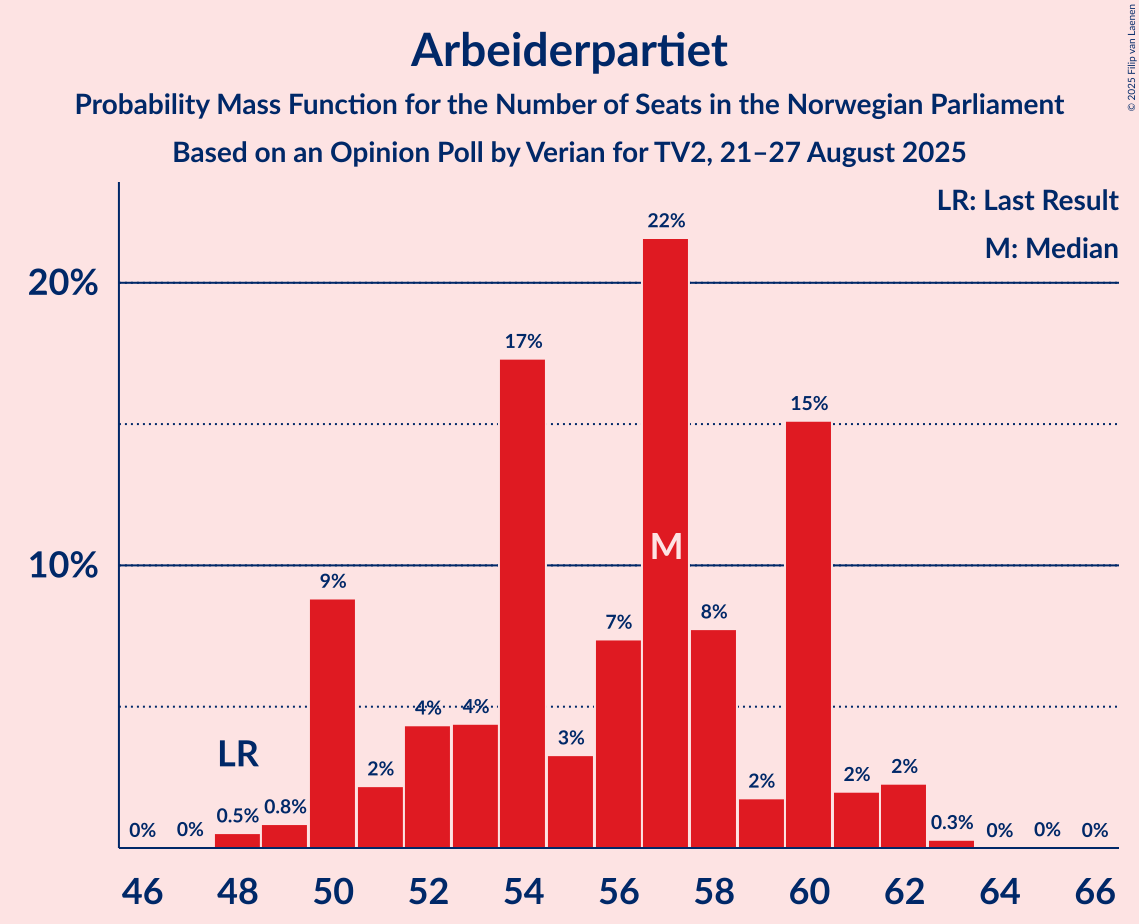 Arbeiderpartiet
Probability Mass Function for the Number of Seats in the Norwegian Parliament
Based on an Opinion Poll by Verian for TV2, 21–27 August 2025
© 2025 Filip van Laenen
LR: Last Result
M: Median
20%
10%
0%
0%
0.5%
0.8%
9%
2%
4%
4%
17%
3%
7%
22%
8%
2%
15%
2%
2%
0.3%
0%
0%
0%
LR
M
46 48 50 52 54 56 58 60 62 64 66